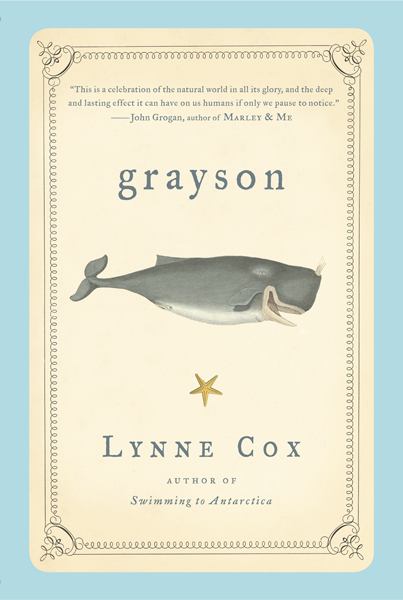 “This is a celebration of the natural world in all its glory, and the deep
and lasting effect it can have on us humans if only we pause to notice.”
——John Grogan, author of MARLEY & ME
grayson
LYNNE COX
AUTHOR OF
Swimming to Antarctica